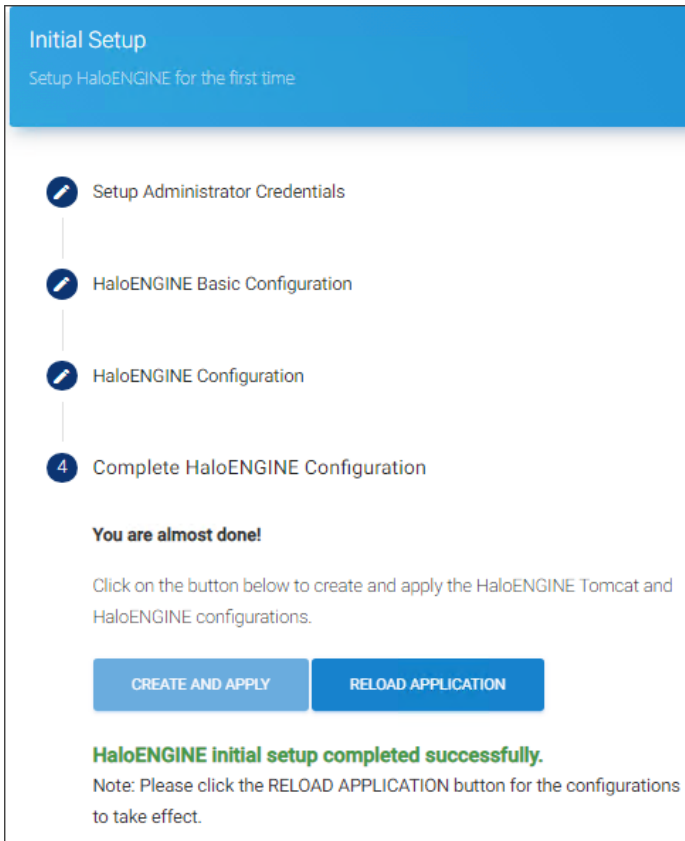 Initial Setup
Setup HaloENGINE for the first time
Setup Administrator Credentials
HaloENGINE Basic Configuration
HaloENGINE Configuration
4 Complete HaloENGINE Configuration
You are almost done!
Click on the button below to create and apply the HaloENGINE Tomcat and
HaloENGINE configurations.
CREATE AND APPLY RELOAD APPLICATION
HaloENGINE initial setup completed successfully.
Note: Please click the RELOAD APPLICATION button for the configurations
to take effect.